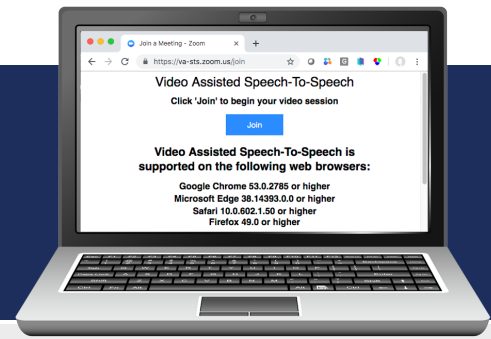 Join a Meeting - Zoom
https://va-sts.zoom.us/join
Video Assisted Speech-To-Speech
Click 'Join' to begin your video session
Join
Video Assisted Speech-To-Speech is
supported on the following web browsers:
Google Chrome 53.0.2785 or higher
Microsoft Edge 38.14393.0.0 or higher
Safari 10.0.602.1.50 or higher
Firefox 49.0 or higher